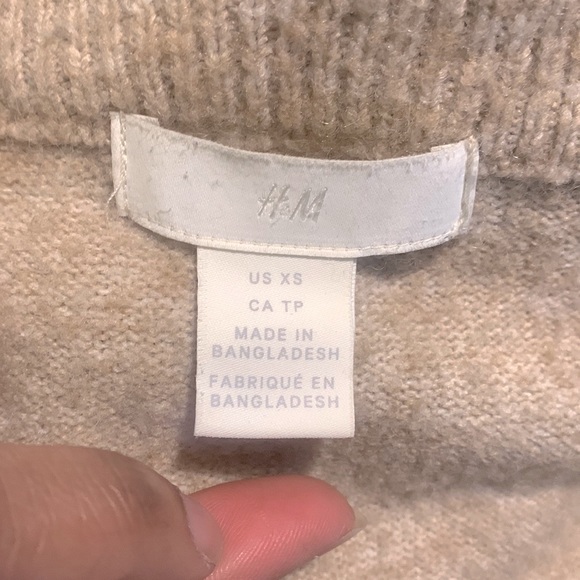 H&M
US XS
CA TP
MADE IN
BANGLADESH
FABRIQUÉ EN
BANGLADESH